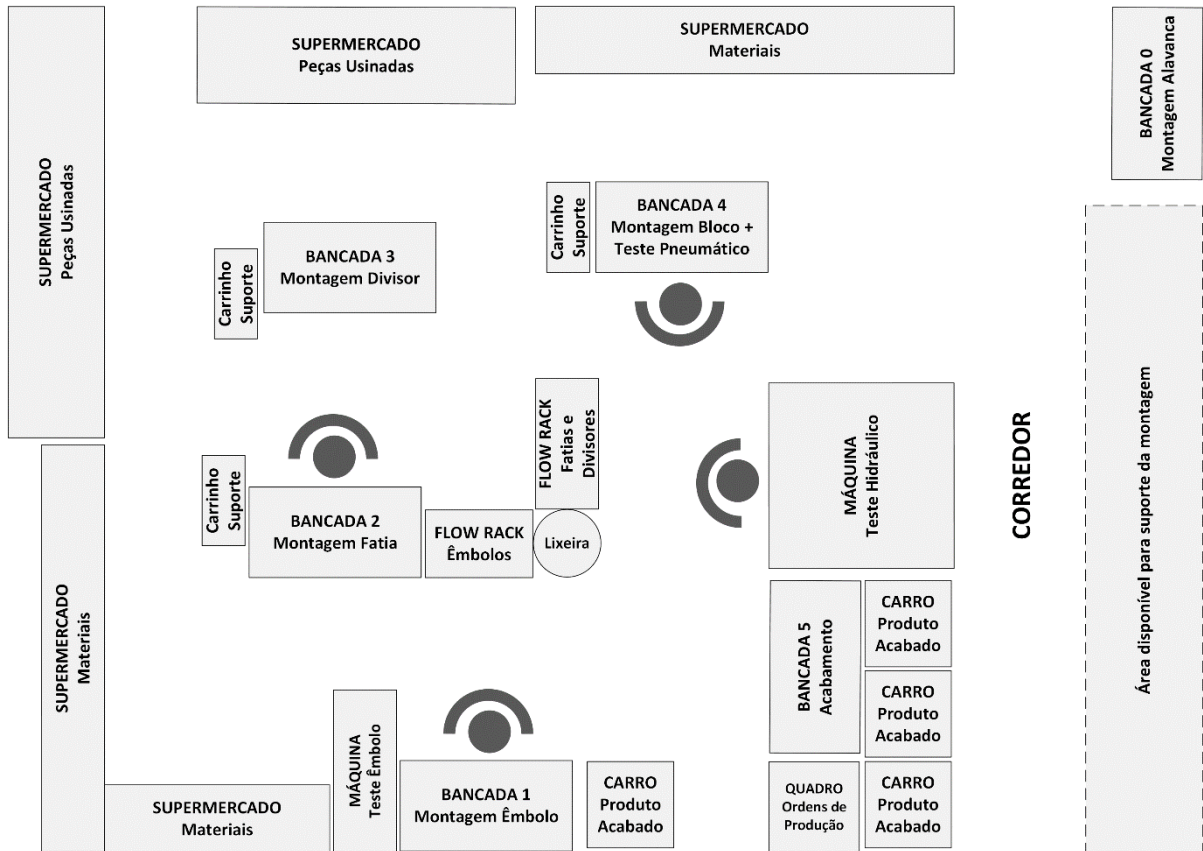 SUPERMERCADO
Peças Usinadas
SUPERMERCADO
Peças Usinadas
SUPERMERCADO
Materiais
BANCADA 0
Montagem Alavanca
Carrinho
Suporte
BANCADA 3
Montagem Divisor
Carrinho
Suporte
BANCADA 4
Montagem Bloco +
Teste Pneumático
SUPERMERCADO
Materiais
Carrinho
Suporte
BANCADA 2
Montagem Fatia
FLOW RACK
Êmbolos
FLOW RACK
Fatias e
Divisores
Lixeira
MÁQUINA
Teste Hidráulico
CORREDOR
Área disponível para suporte da montagem
BANCADA 5
Acabamento
CARRO
Produto
Acabado
CARRO
Produto
Acabado
SUPERMERCADO
Materiais
MÁQUINA
Teste Êmbolo
BANCADA 1
Montagem Êmbolo
CARRO
Produto
Acabado
QUADRO
Ordens de
Produção
CARRO
Produto
Acabado